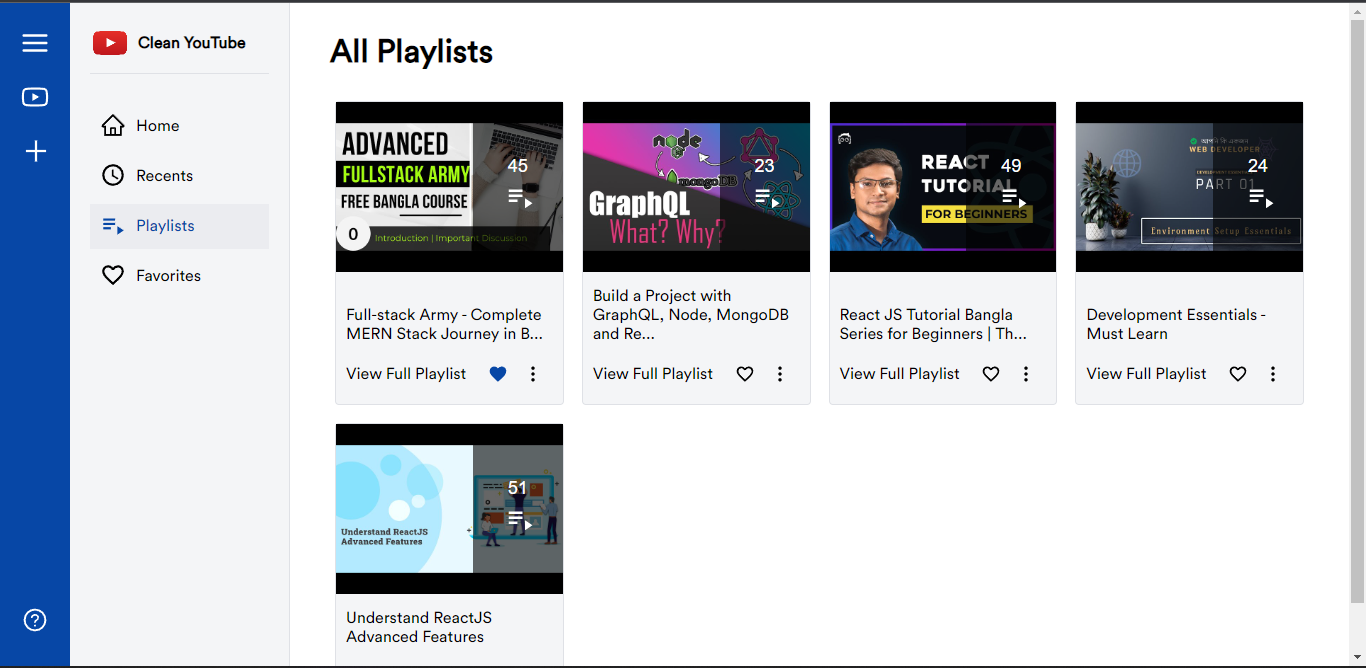 Clean YouTube
Home
Recents
Playlists
Favorites
All Playlists
ADVANCED
FULLSTACK ARMY
FREE BANGLA COURSE
0
Introduction | Important Discussion
45
Full-stack Army - Complete
MERN Stack Journey in B...
View Full Playlist
node
mongoDB
GraphQL
What? Why?
23
Build a Project with
GraphQL, Node, MongoDB
and Re...
View Full Playlist
REACT
TUTORIAL
FOR BEGINNERS
49
React JS Tutorial Bangla
Series for Beginners | Th...
View Full Playlist
WEB DEVELOPER
PART 01
Environment Setup Essentials
24
Development Essentials -
Must Learn
View Full Playlist
Understand ReactJS
Advanced Features
51
Understand ReactJS
Advanced Features